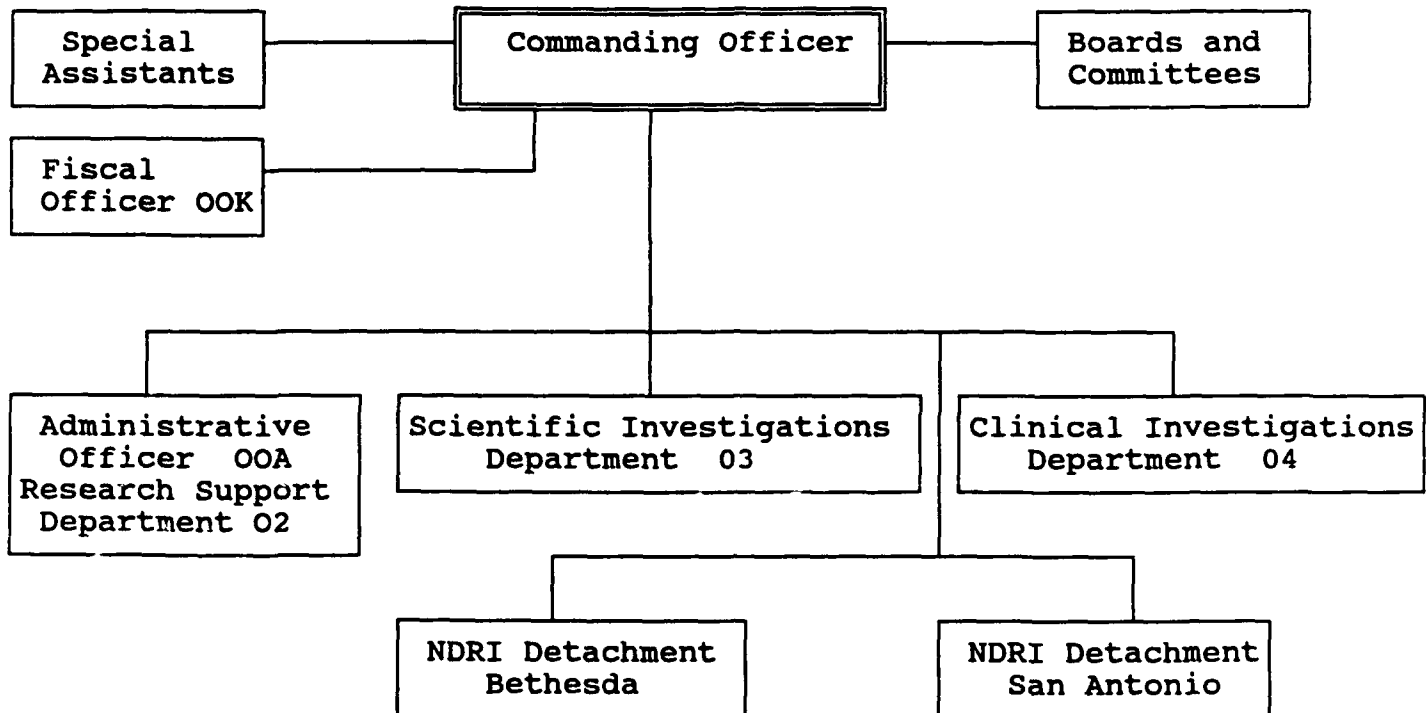 Special
Assistants
Commanding Officer
Boards and
Committees
Fiscal
Officer OOK
Administrative
Officer OOA
Research Support
Department O2
Scientific Investigations
Department 03
Clinical Investigations
Department 04
NDRI Detachment
Bethesda
NDRI Detachment
San Antonio